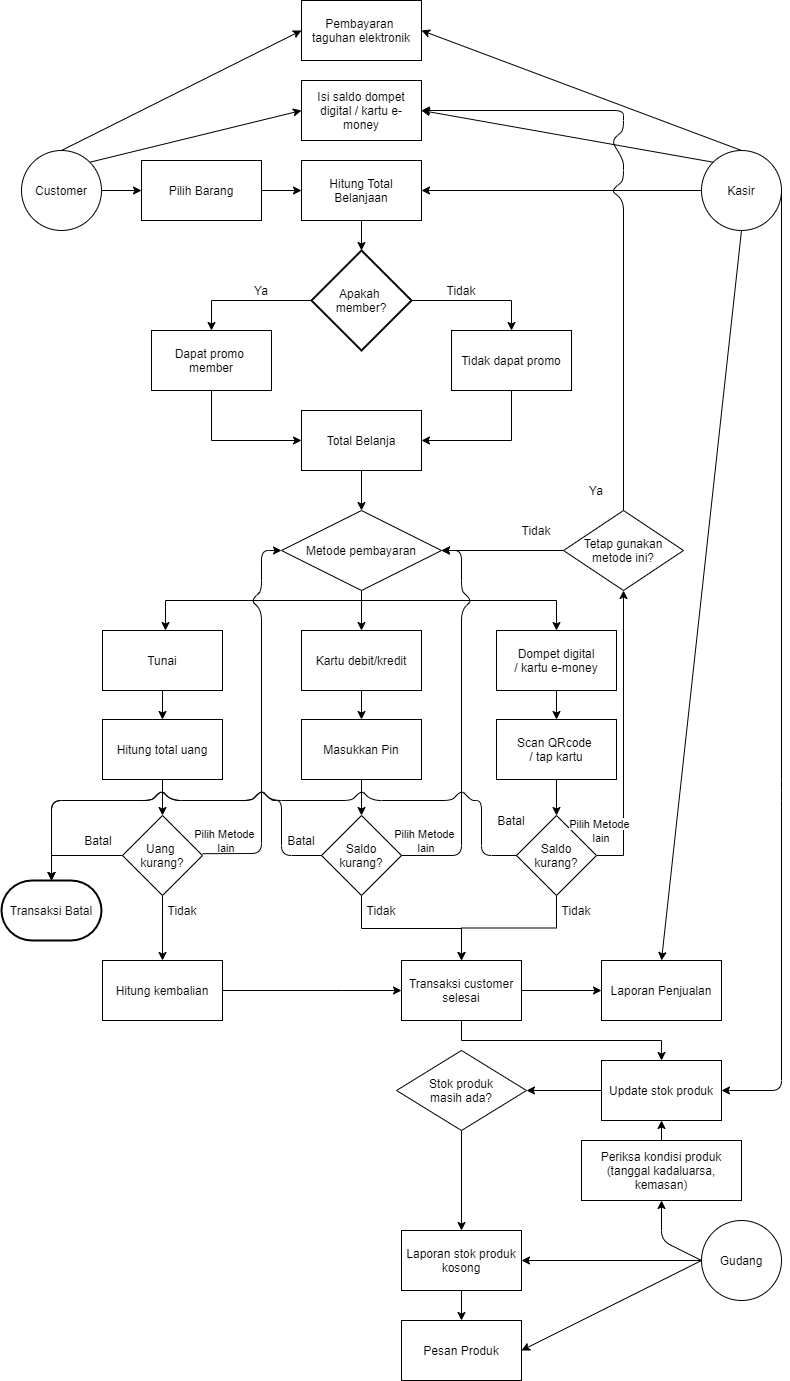 Pembayaran
taguhan elektronik
Isi saldo dompet
digital / kartu e-
money
Customer
Pilih Barang
Hitung Total
Belanjaan
Kasir
Apakah
member?
Ya
Tidak
Dapat promo
member
Tidak dapat promo
Total Belanja
Ya
Metode pembayaran
Tidak
Tetap gunakan
metode ini?
Tunai
Kartu debit/kredit
Dompet digital
/ kartu e-money
Hitung total uang
Masukkan Pin
Scan QRcode
/ tap kartu
Batal
Uang
kurang?
Pilih Metode
lain
Batal
Saldo
kurang?
Pilih Metode
lain
Batal
Saldo
kurang?
Pilih Metode
lain
Transaksi Batal
Tidak
Tidak
Tidak
Hitung kembalian
Transaksi customer
selesai
Laporan Penjualan
Stok produk
masih ada?
Update stok produk
Periksa kondisi produk
(tanggal kadaluarsa,
kemasan)
Laporan stok produk
kosong
Gudang
Pesan Produk